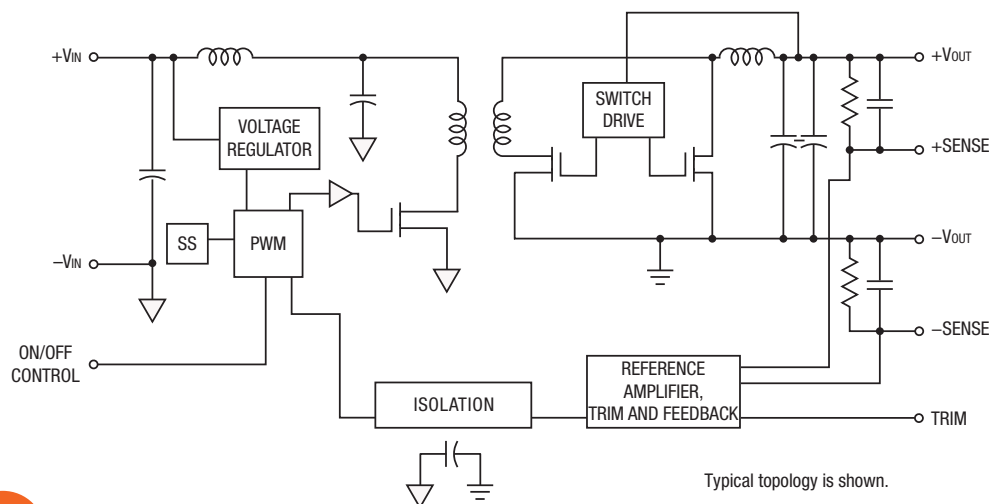 +VIN
+VOUT
SWITCH
DRIVE
VOLTAGE
REGULATOR
+SENSE
SS
PWM
−VOUT
−VIN
−SENSE
ON/OFF
CONTROL
REFERENCE
AMPLIFIER,
TRIM AND FEEDBACK
ISOLATION
TRIM
Typical topology is shown.